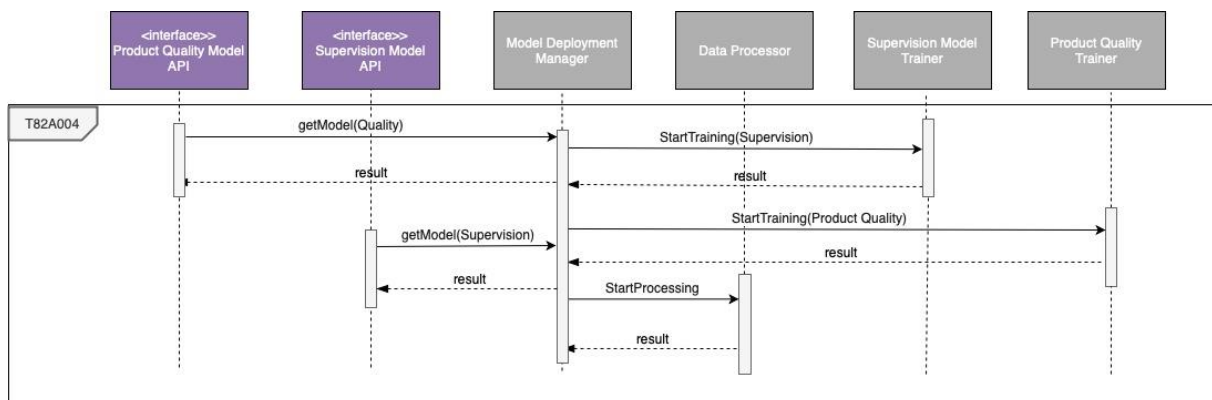 <interface>>
Product Quality Model
API
<interface>>
Supervision Model
API
Model Deployment
Manager
Data Processor
Supervision Model
Trainer
Product Quality
Trainer
T82A004
getModel(Quality)
StartTraining(Supervision)
result
result
StartTraining(Product Quality)
getModel(Supervision)
result
result
StartProcessing
result